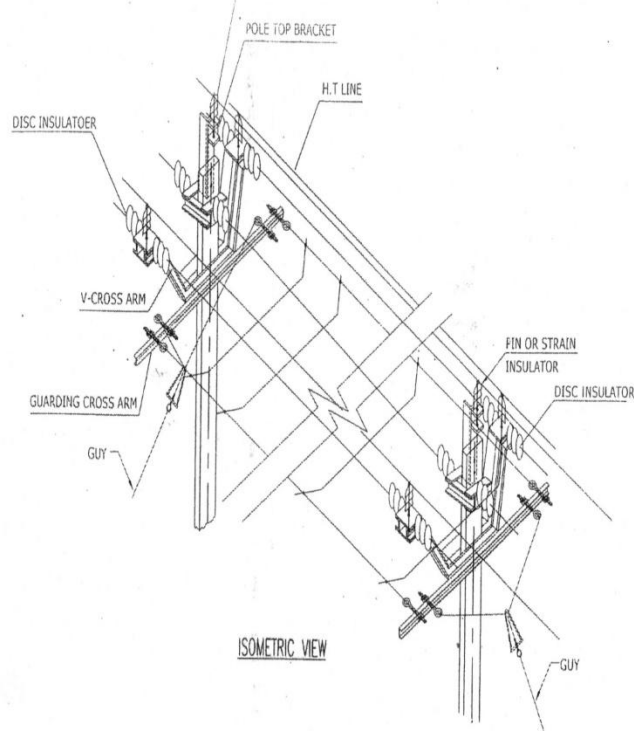 POLE TOP BRACKET
H.T LINE
DISC INSULATOER
V-CROSS ARM
GUARDING CROSS ARM
GUY
PIN OR STRAIN
INSULATOR
DISC INSULATOR
GUY
ISOMETRIC VIEW